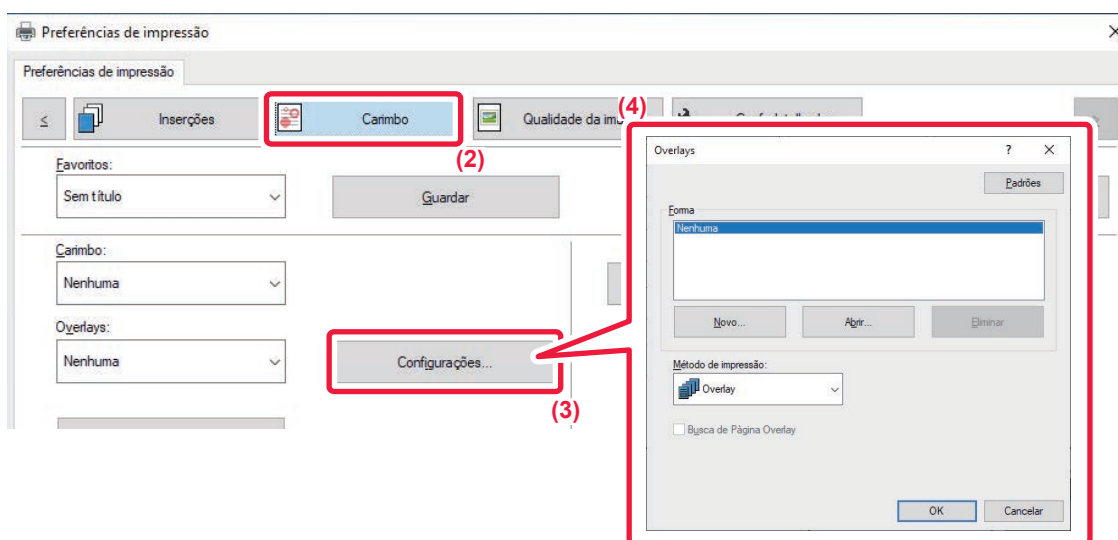 Preferências de impressão
Preferências de impressão
≤
Inserções
Carimbo
Qualidade da
(2)
(4)
Favoritos:
Sem título
Guardar
Carimbo:
Nenhuma
Overlays:
Nenhuma
Configurações...
(3)
Overlays
?
Padrões
Forma
Nenhuma
Novo...
Abrir...
Eliminar
Método de impressão:
Overlay
Busca de Página Overlay
OK
Cancelar